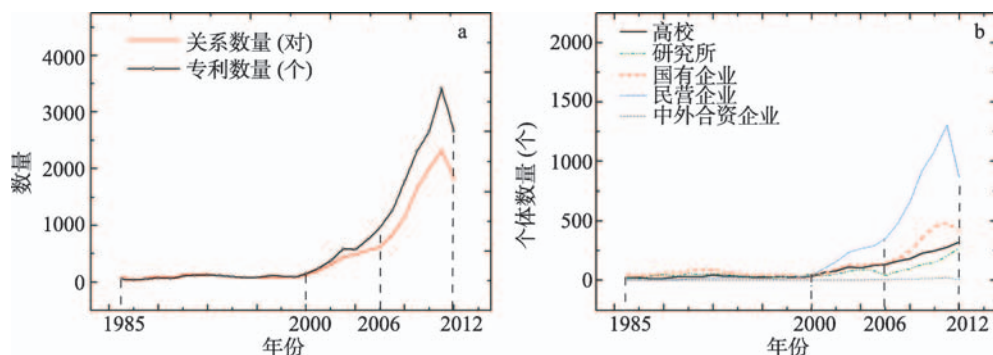 a
关系数量 (对)
专利数量 (个)
4000
3000
2000
1000
0
数量
1985
2000
2006
2012
年份
b
高校
研究所
国有企业
民营企业
中外合资企业
2000
1500
1000
500
0
个体数量 (个)
1985
2000
2006
2012
年份